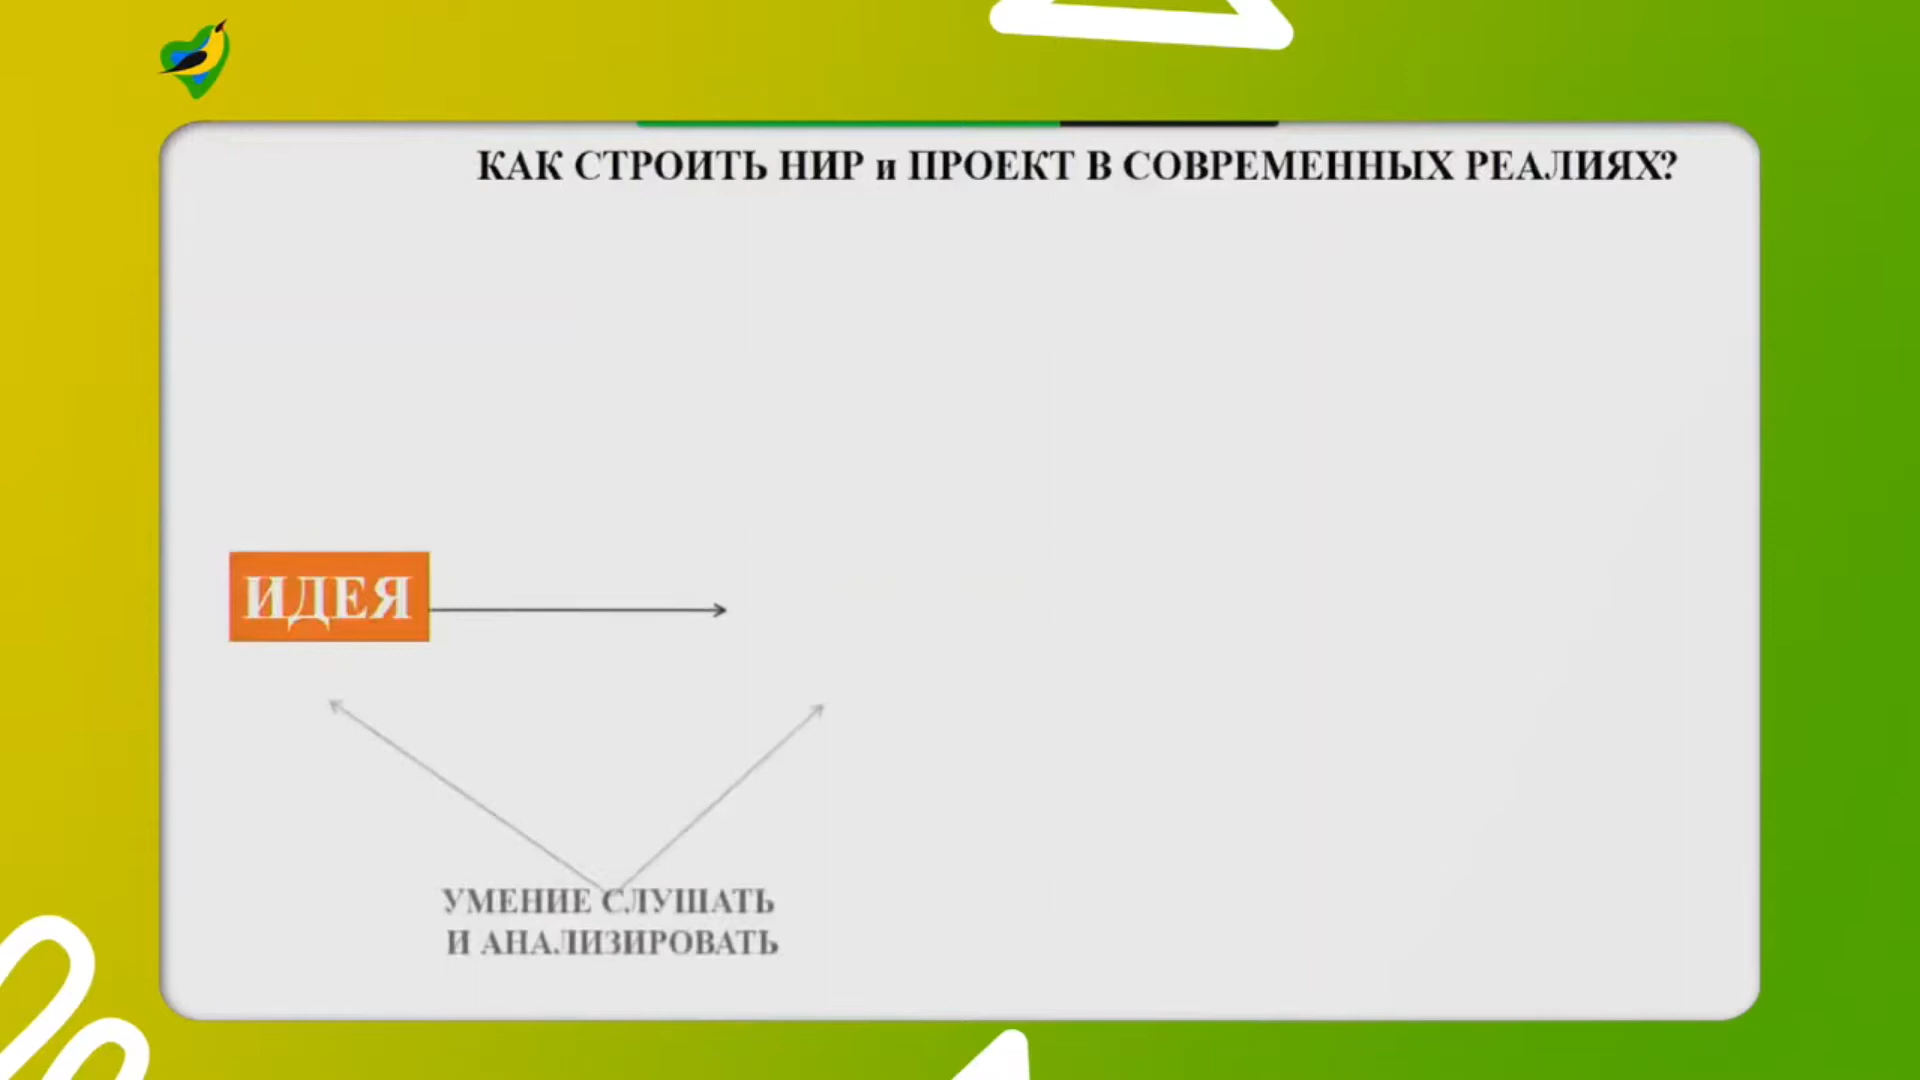 КАК СТРОИТЬ НИР и ПРОЕКТ В СОВРЕМЕННЫХ РЕАЛИЯХ?
ИДЕЯ
УМЕНИЕ СЛУШАТЬ
И АНАЛИЗИРОВАТЬ